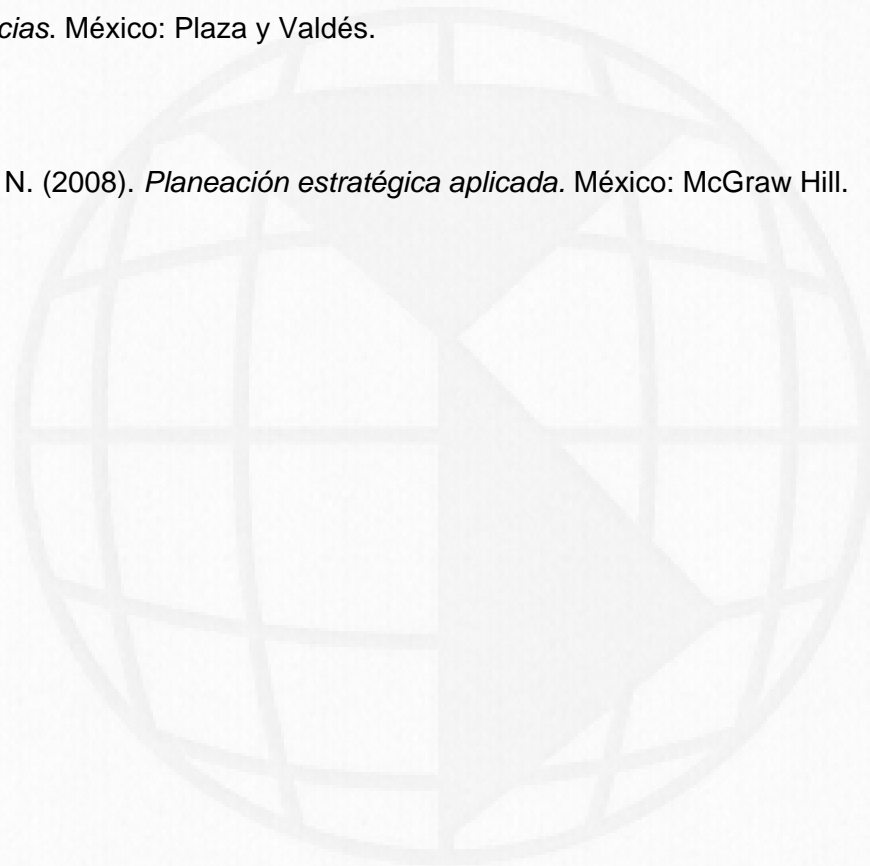 cias. México: Plaza y Valdés.
N. (2008). Planeación estratégica aplicada. México: McGraw Hill.